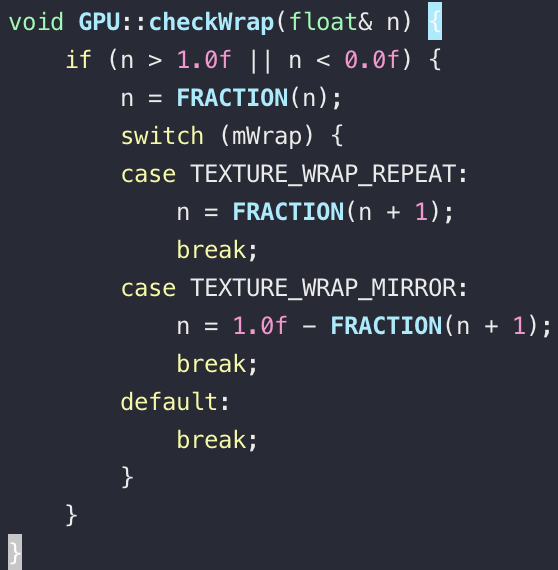 void GPU::checkWrap(float& n) {
    if (n > 1.0f || n < 0.0f) {
        n = FRACTION(n);
        switch (mWrap) {
        case TEXTURE_WRAP_REPEAT:
            n = FRACTION(n + 1);
            break;
        case TEXTURE_WRAP_MIRROR:
            n = 1.0f - FRACTION(n + 1);
            break;
        default:
            break;
        }
    }
}